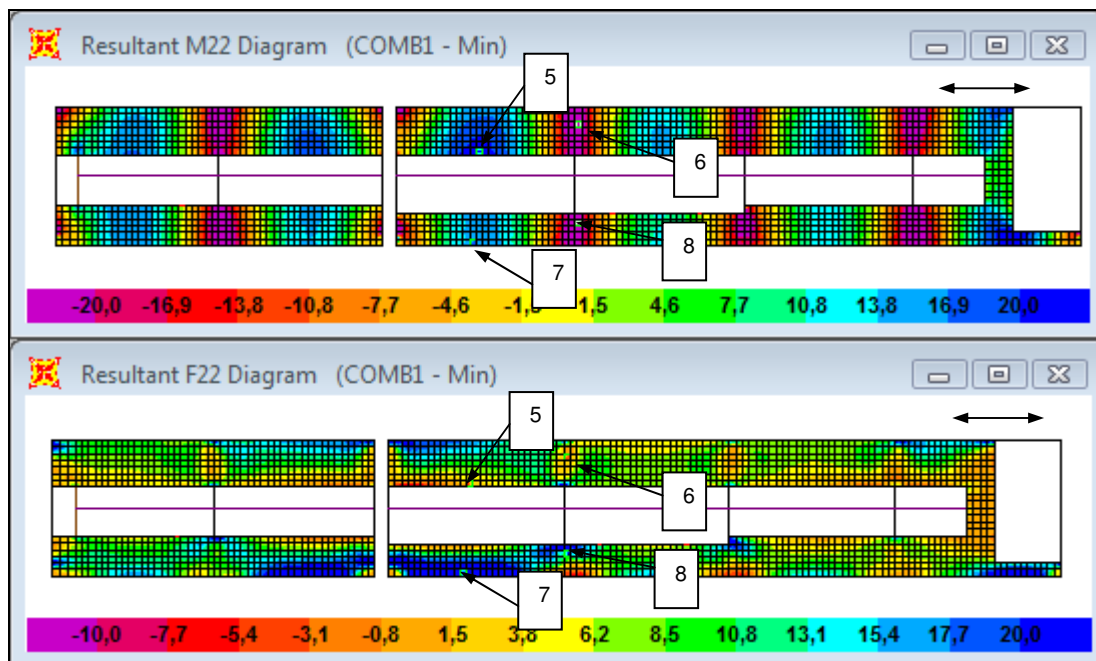 Resultant M22 Diagram (COMB1 - Min)
5
6
8
7
-20,0 -16,9 -13,8 -10,8 -7,7 -4,6 1,5 4,6 7,7 10,8 13,8 16,9 20,0
Resultant F22 Diagram (COMB1 - Min)
5
6
8
7
-10,0 -7,7 -5,4 -3,1 -0,8 1,5 3,8 6,2 8,5 10,8 13,1 15,4 17,7 20,0